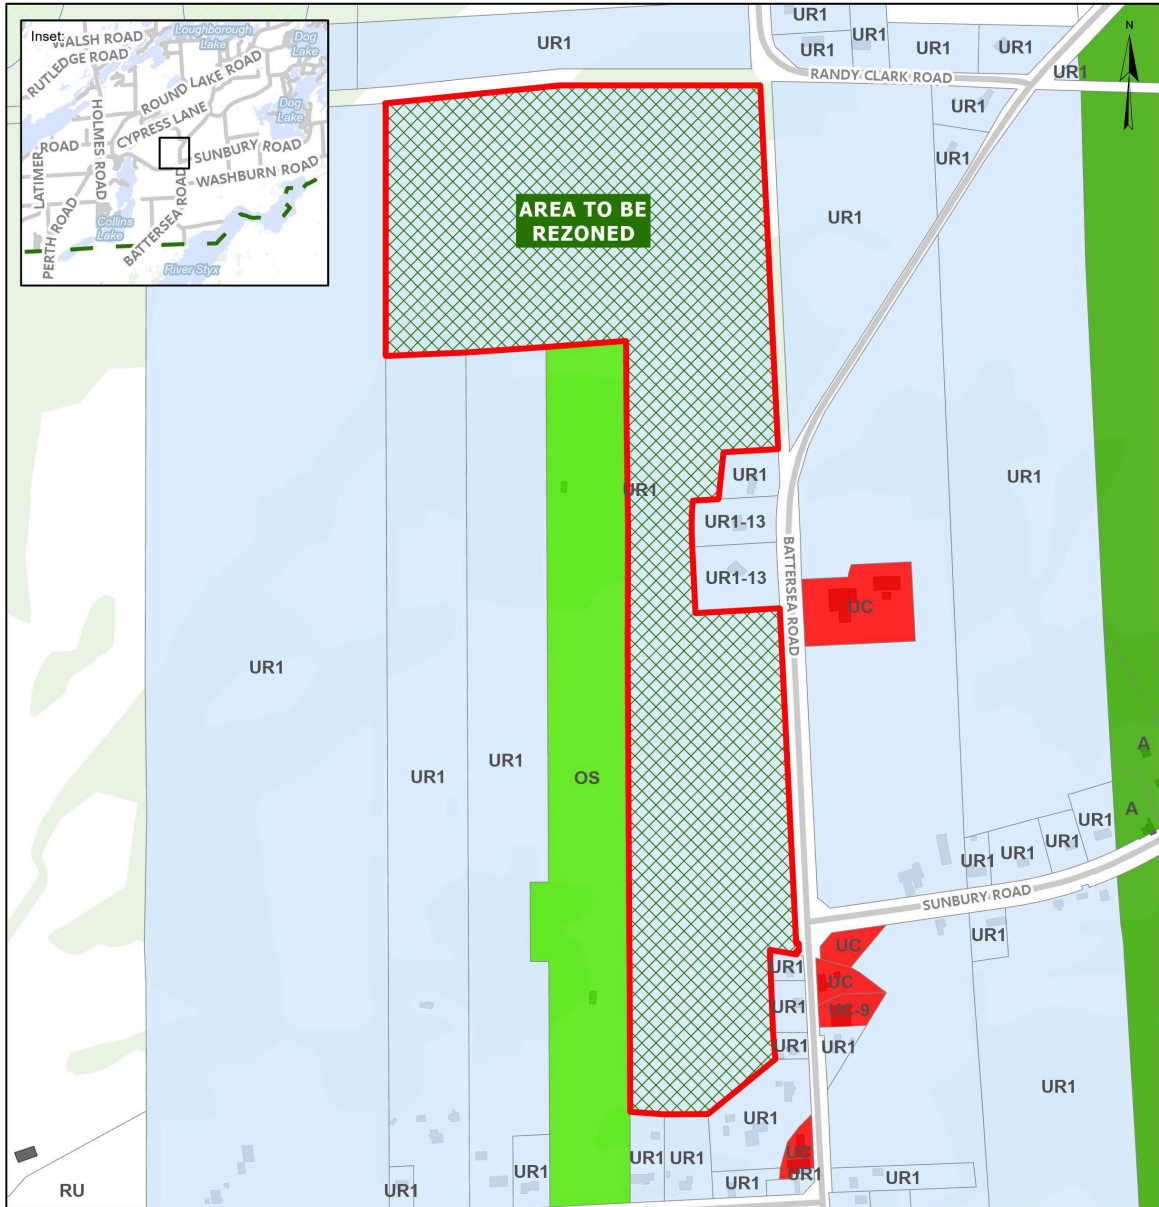 Inset:
WALSH ROAD
RUTLEDGE ROAD
Loughborough
Lake
Dog
Lake
ROUND LAKE ROAD
HOLMES ROAD
CYPRESS LANE
Dog
Lake
ROAD
SUNBURY ROAD
LATIMER
WASHBURN ROAD
PERTH ROAD
Collins
Lake
BATTERSEA ROAD
River Styx
UR1
UR1
UR1
UR1
UR1
UR1
N
RANDY CLARK ROAD
UR1
UR1
UR1
UR1
AREA TO BE
REZONED
UR1
UR1
UR1
UR1-13
UR1-13
UR1
BATTERSEA ROAD
UC
UR1
UR1
UR1
OS
A
A
UR1
UR1
UR1
UR1
SUNBURY ROAD
UR1
UC
UR1
UC
UR1
UC-9
UR1
UR1
UR1
UR1
UC
UR1
UR1
UR1
UR1
UR1
UR1
UR1
RU
UR1